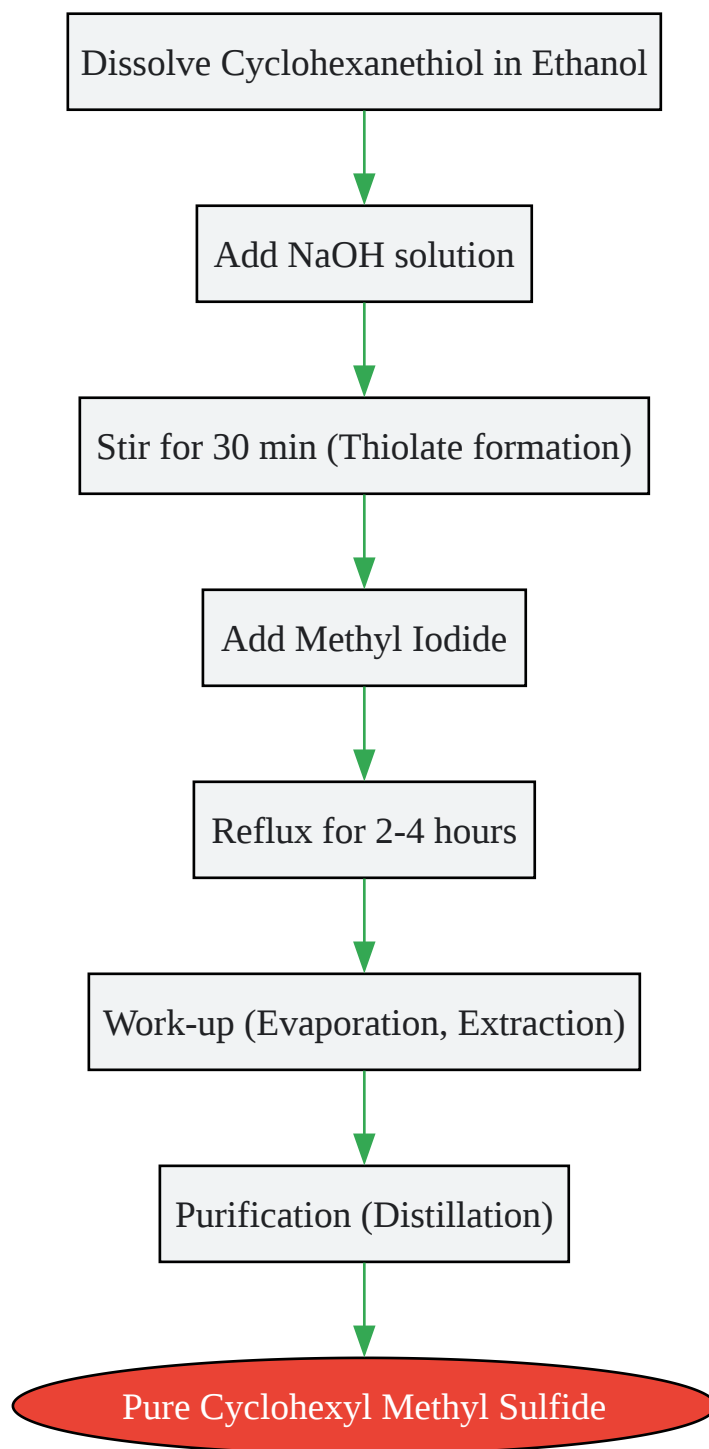 Dissolve Cyclohexanethiol in Ethanol
Add NaOH solution
Stir for 30 min (Thiolate formation)
Add Methyl Iodide
Reflux for 2-4 hours
Work-up (Evaporation, Extraction)
Purification (Distillation)
Pure Cyclohexyl Methyl Sulfide